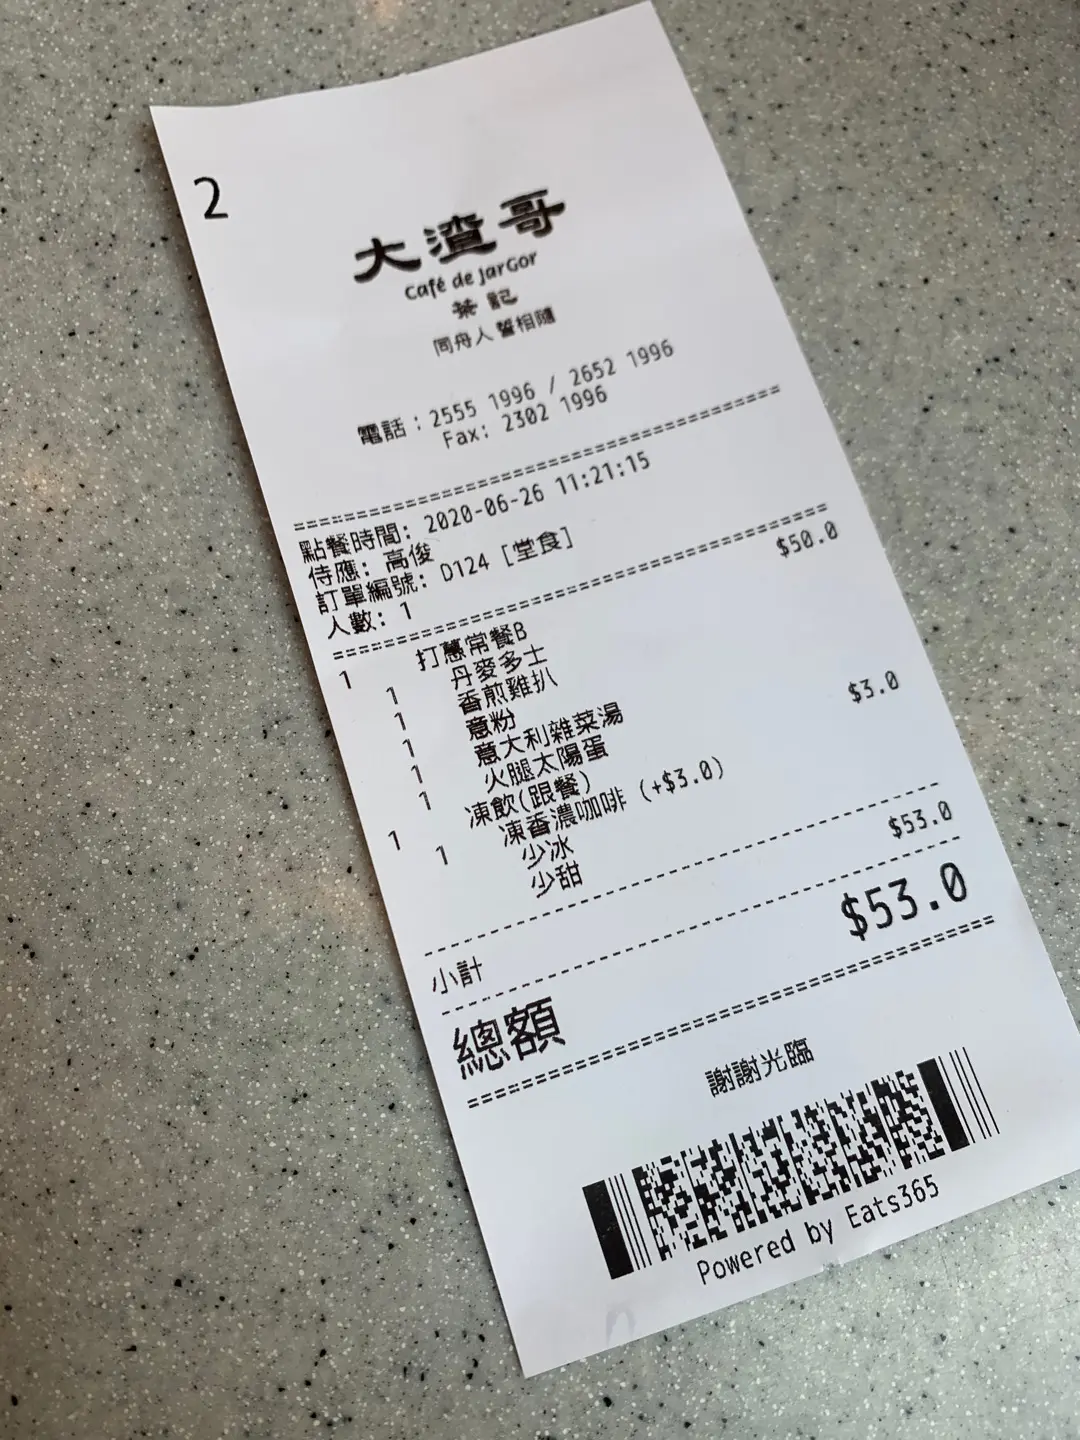 2
大渣哥
Café de JarGor
茶記
同舟人誓相隨
電話：2555 1996 / 2652 1996
Fax: 2302 1996
點餐時間: 2020-06-26 11:21:15
侍應: 高俊
訂單編號: D124 [堂食]
人數: 1
1 打蕙常餐B $50.0
1 丹麥多士
1 香煎雞扒
1 意粉
1 意大利雜菜湯
1 火腿太陽蛋
1 凍飲(跟餐) $3.0
1 凍香濃咖啡 (+$3.0)
少冰
少甜
小計 $53.0
總額 $53.0
謝謝光臨
Powered by Eats365